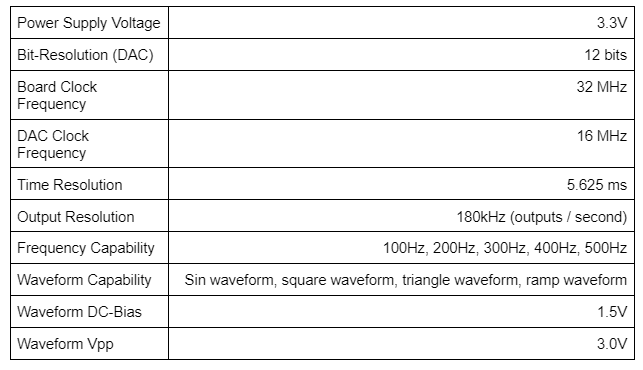 Power Supply Voltage 3.3V
Bit-Resolution (DAC) 12 bits
Board Clock 32 MHz
Frequency
DAC Clock 16 MHz
Frequency
Time Resolution 5.625 ms
Output Resolution 180kHz (outputs / second)
Frequency Capability 100Hz, 200Hz, 300Hz, 400Hz, 500Hz
Waveform Capability Sin waveform, square waveform, triangle waveform, ramp waveform
Waveform DC-Bias 1.5V
Waveform Vpp 3.0V